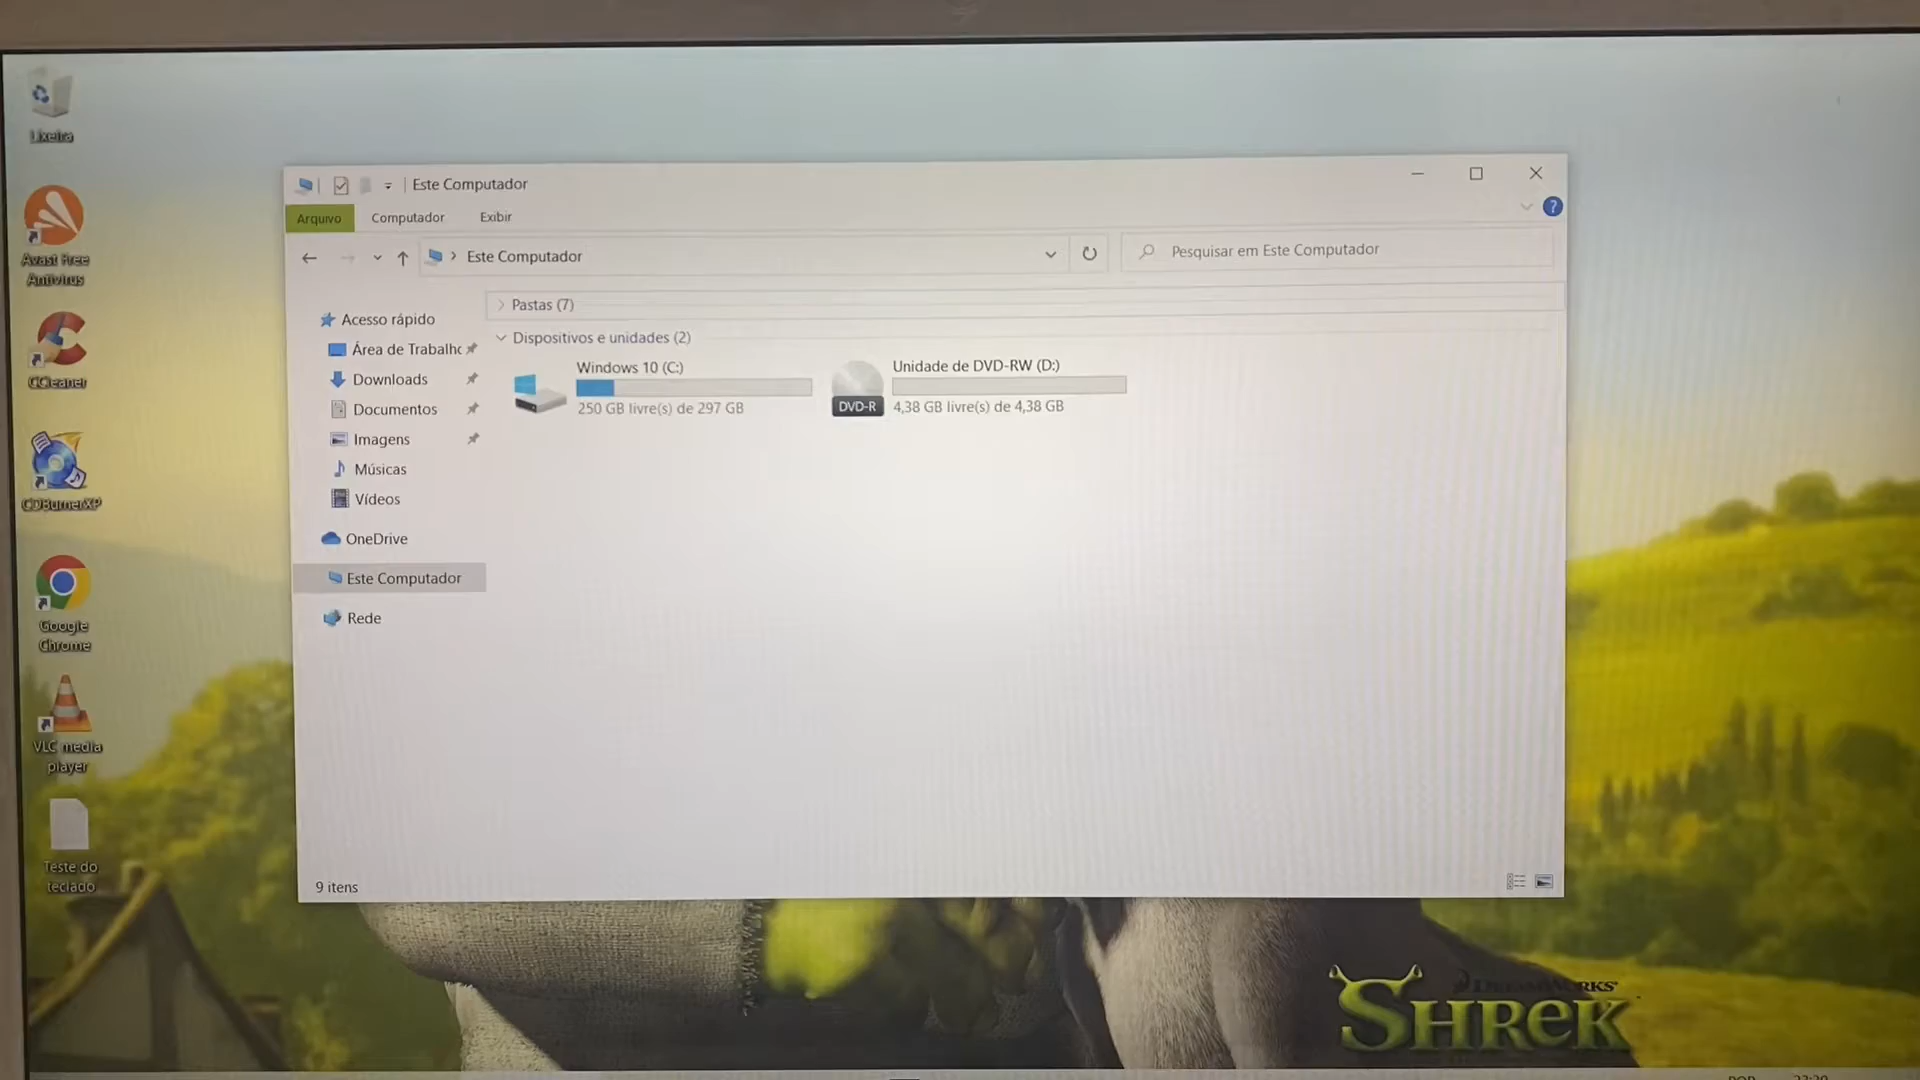 Lixeira
Avast Free
Antivirus
CCleaner
CDBurnerXP
Google
Chrome
VLC media
player
Teste do
teclado
Este Computador
Arquivo
Computador
Exibir
?
Este Computador
Pesquisar em Este Computador
Acesso rápido
Área de Trabalho
Downloads
Documentos
Imagens
Músicas
Vídeos
OneDrive
Este Computador
Rede
Pastas (7)
Dispositivos e unidades (2)
Windows 10 (C:)
250 GB livre(s) de 297 GB
DVD-R
Unidade de DVD-RW (D:)
4,38 GB livre(s) de 4,38 GB
9 itens
DREAMWORKS
SHREK